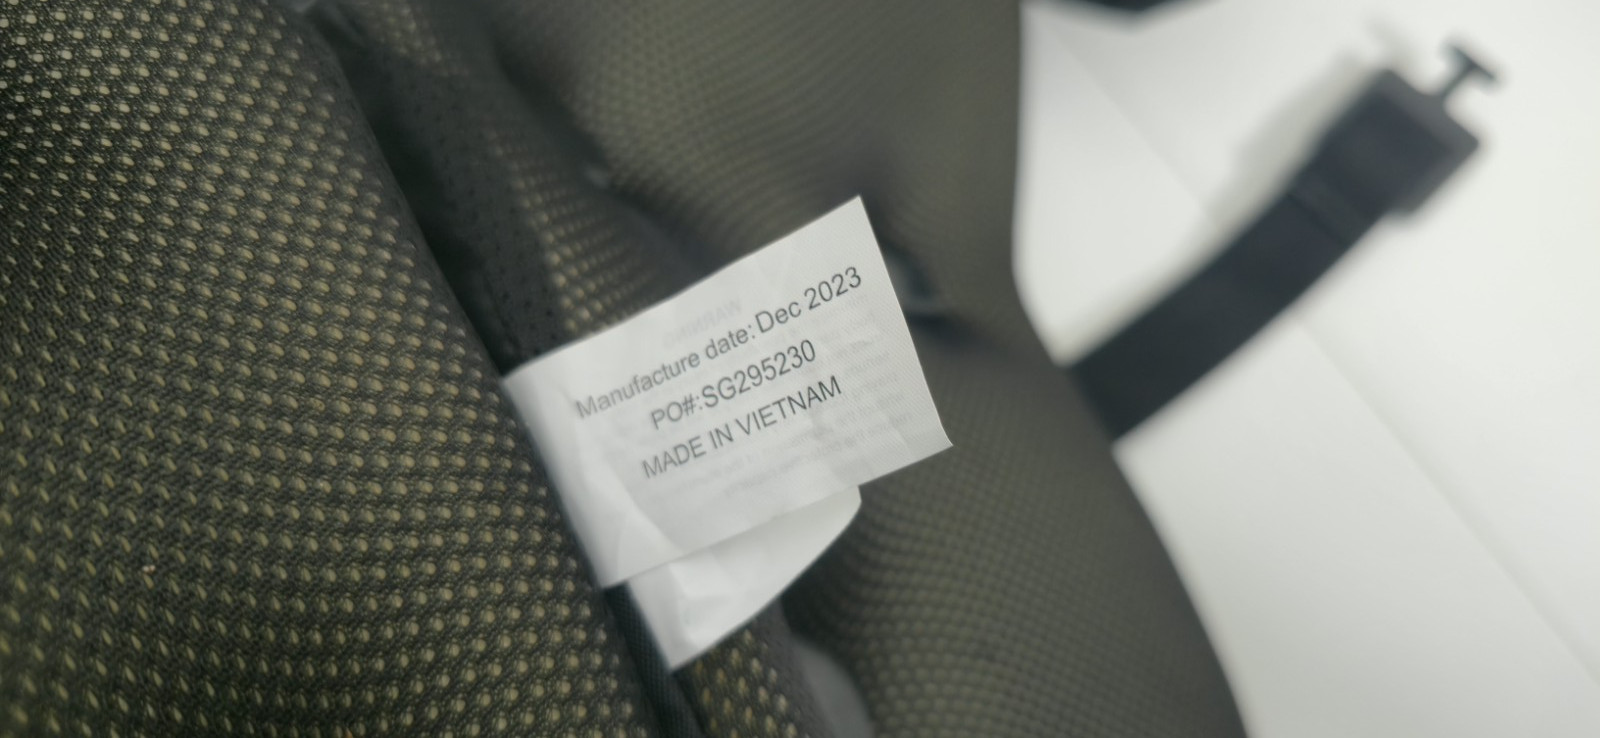 Manufacture date: Dec 2023
PO#:SG295230
MADE IN VIETNAM